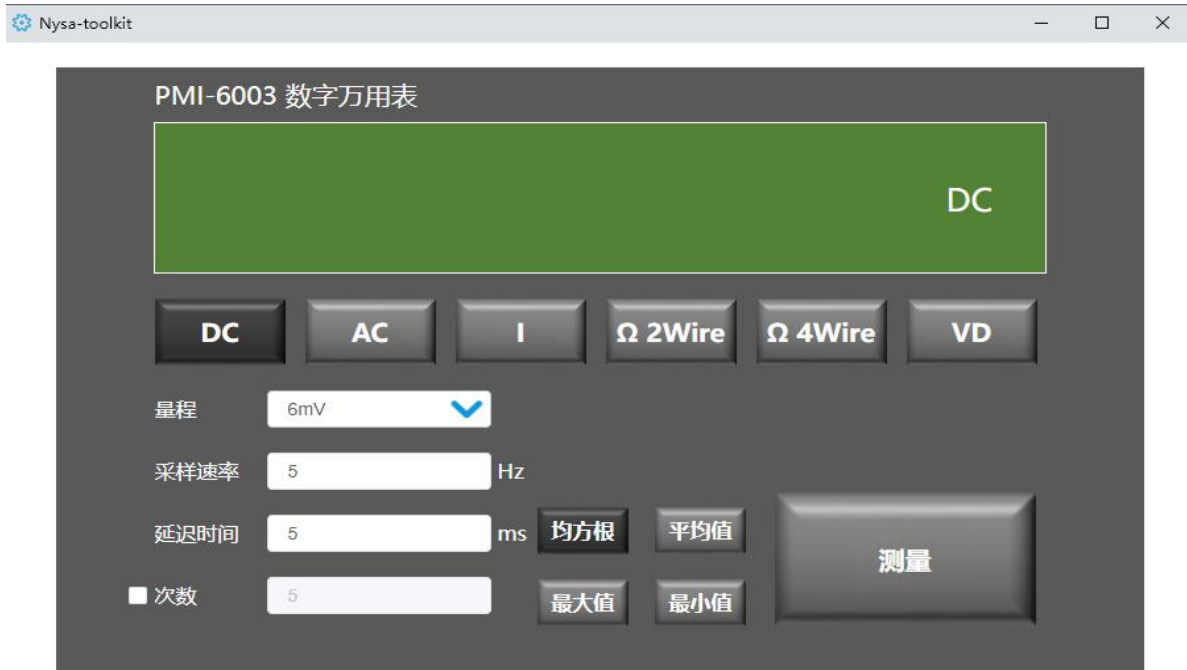 Nysa-toolkit
PMI-6003 数字万用表
DC
DC AC I Ω 2Wire Ω 4Wire VD
量程 6mV
采样速率 5 Hz
延迟时间 5 ms 均方根 平均值
测量
次数 5 最大值 最小值